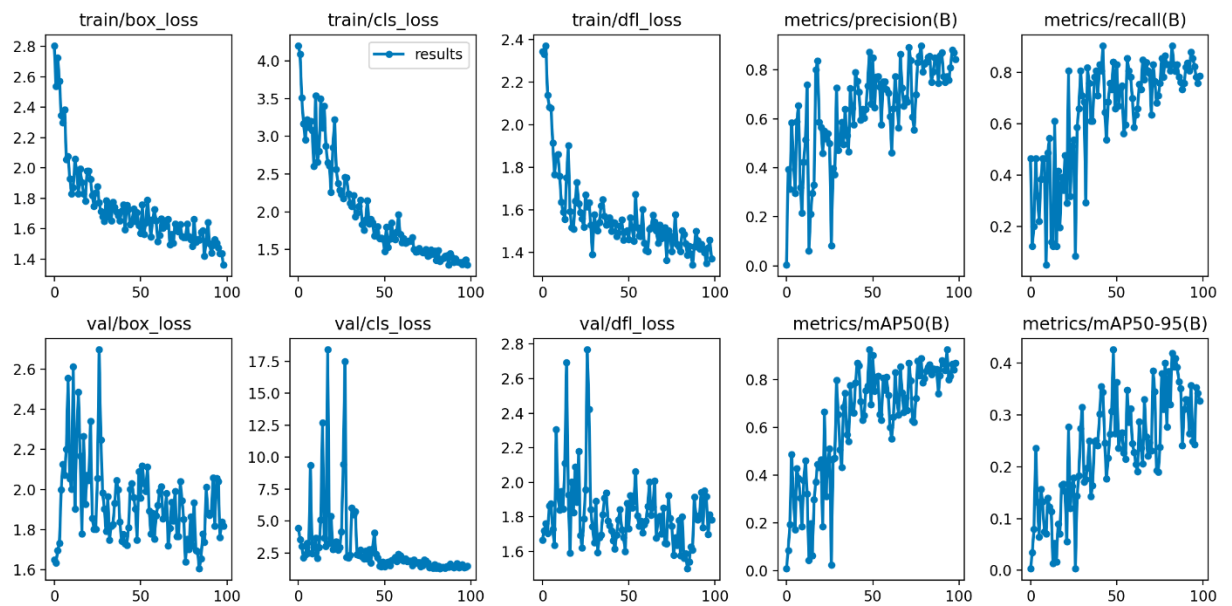 train/box_loss
2.8
2.6
2.4
2.2
2.0
1.8
1.6
1.4
0 50 100
train/cls_loss
results
4.0
3.5
3.0
2.5
2.0
1.5
0 50 100
train/dfl_loss
2.4
2.2
2.0
1.8
1.6
1.4
0 50 100
metrics/precision(B)
0.8
0.6
0.4
0.2
0.0
0 50 100
metrics/recall(B)
0.8
0.6
0.4
0.2
0 50 100
val/box_loss
2.6
2.4
2.2
2.0
1.8
1.6
0 50 100
val/cls_loss
17.5
15.0
12.5
10.0
7.5
5.0
2.5
0 50 100
val/dfl_loss
2.8
2.6
2.4
2.2
2.0
1.8
1.6
0 50 100
metrics/mAP50(B)
0.8
0.6
0.4
0.2
0.0
0 50 100
metrics/mAP50-95(B)
0.4
0.3
0.2
0.1
0.0
0 50 100